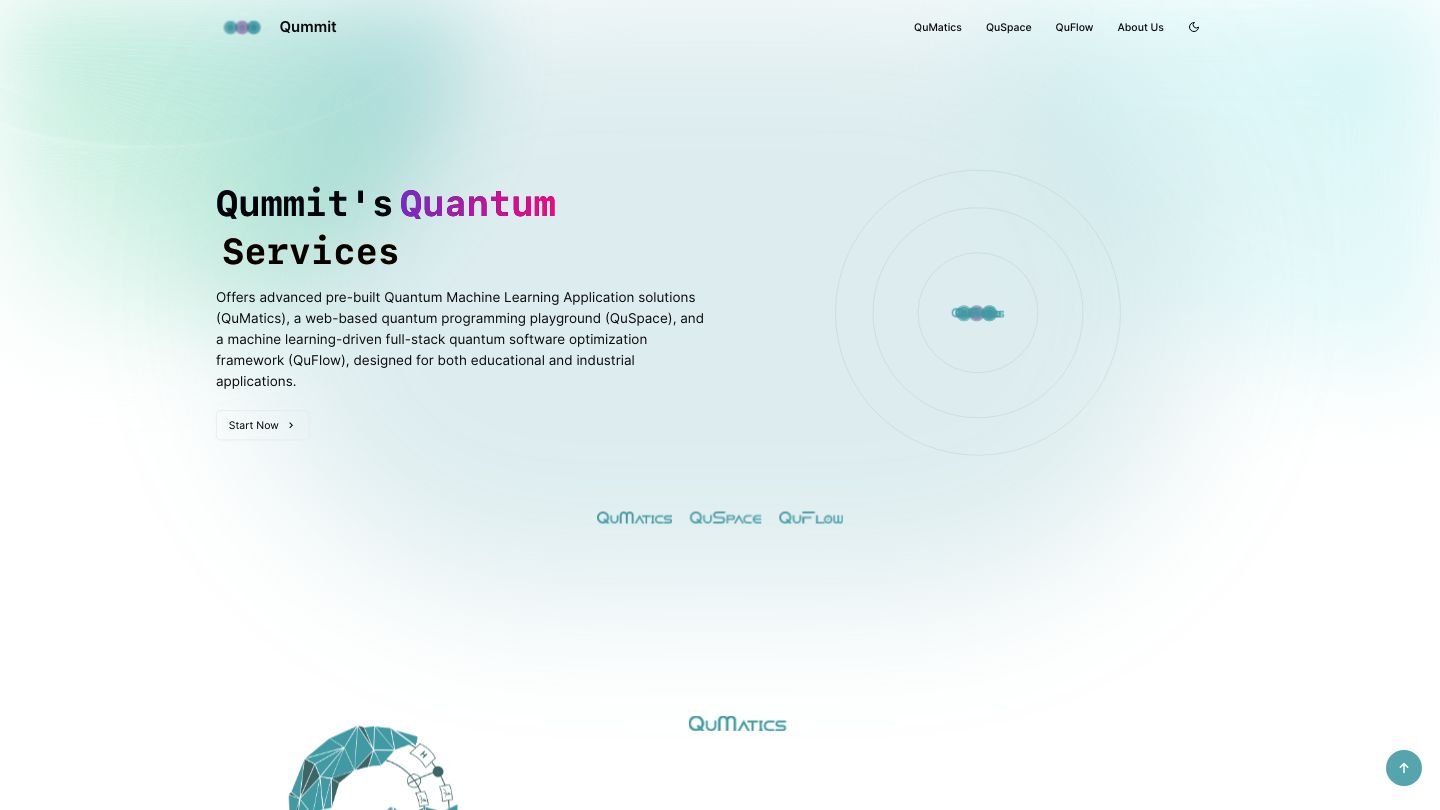 Qummit
QuMatics
QuSpace
QuFlow
About Us
Qummit's Quantum
Services
Offers advanced pre-built Quantum Machine Learning Application solutions
(QuMatics), a web-based quantum programming playground (QuSpace), and
a machine learning-driven full-stack quantum software optimization
framework (QuFlow), designed for both educational and industrial
applications.
Start Now
QUMATICS
QUSPACE
QUFLOW
QUMATICS
H